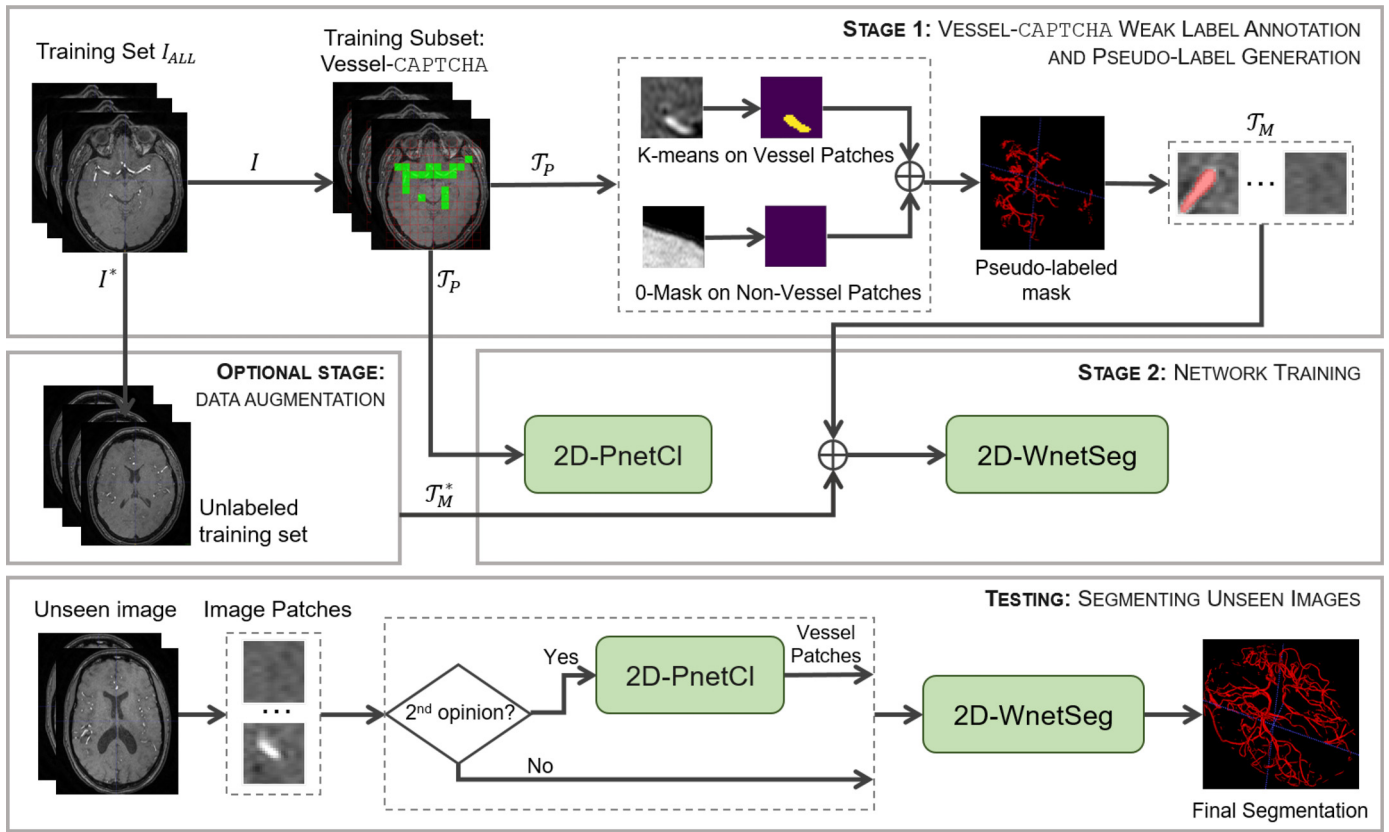 STAGE 1: VESSEL-CAPTCHA WEAK LABEL ANNOTATION
AND PSEUDO-LABEL GENERATION
Training Set I_ALL
Training Subset:
Vessel-CAPTCHA
I
𝒯_P
K-means on Vessel Patches
0-Mask on Non-Vessel Patches
Pseudo-labeled
mask
𝒯_M
...
I*
𝒯_P
OPTIONAL STAGE:
DATA AUGMENTATION
Unlabeled
training set
𝒯*_M
STAGE 2: NETWORK TRAINING
2D-PnetCl
2D-WnetSeg
TESTING: SEGMENTING UNSEEN IMAGES
Unseen image
Image Patches
...
2nd opinion?
Yes
No
2D-PnetCl
Vessel
Patches
2D-WnetSeg
Final Segmentation